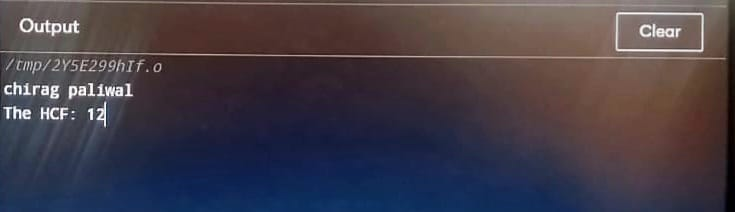 Output
Clear
/tmp/2Y5E299hIf.o
chirag paliwal
The HCF: 12